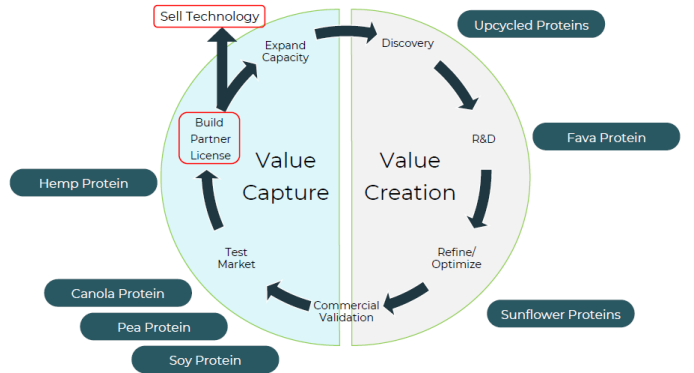 Sell Technology
Expand
Capacity
Discovery
Upcycled Proteins
Build
Partner
License
R&D
Fava Protein
Value
Capture
Value
Creation
Hemp Protein
Test
Market
Refine/
Optimize
Canola Protein
Commercial
Validation
Sunflower Proteins
Pea Protein
Soy Protein